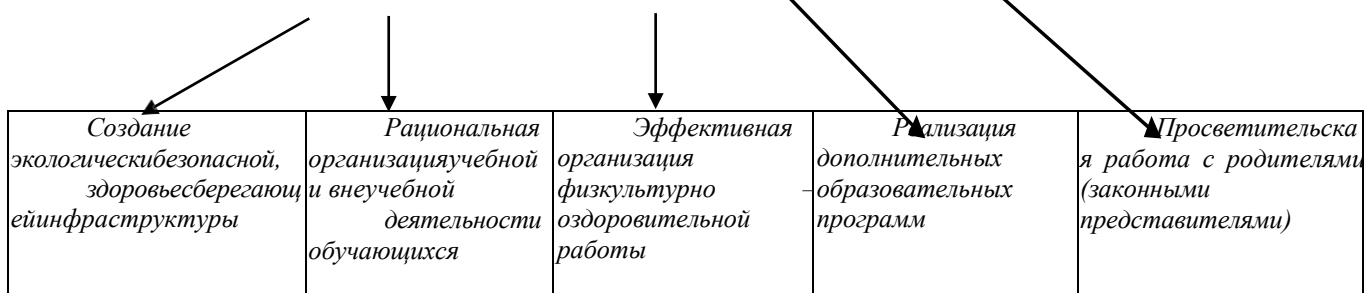 Создание
экологическибезопасной,
здоровьесберегающ
ейинфраструктуры
Рациональная
организацияучебной
и внеучебной
деятельности
обучающихся
Эффективная
организация
физкультурно –
оздоровительной
работы
Реализация
дополнительных
образовательных
программ
Просветительска
я работа с родителями
(законными
представителями)